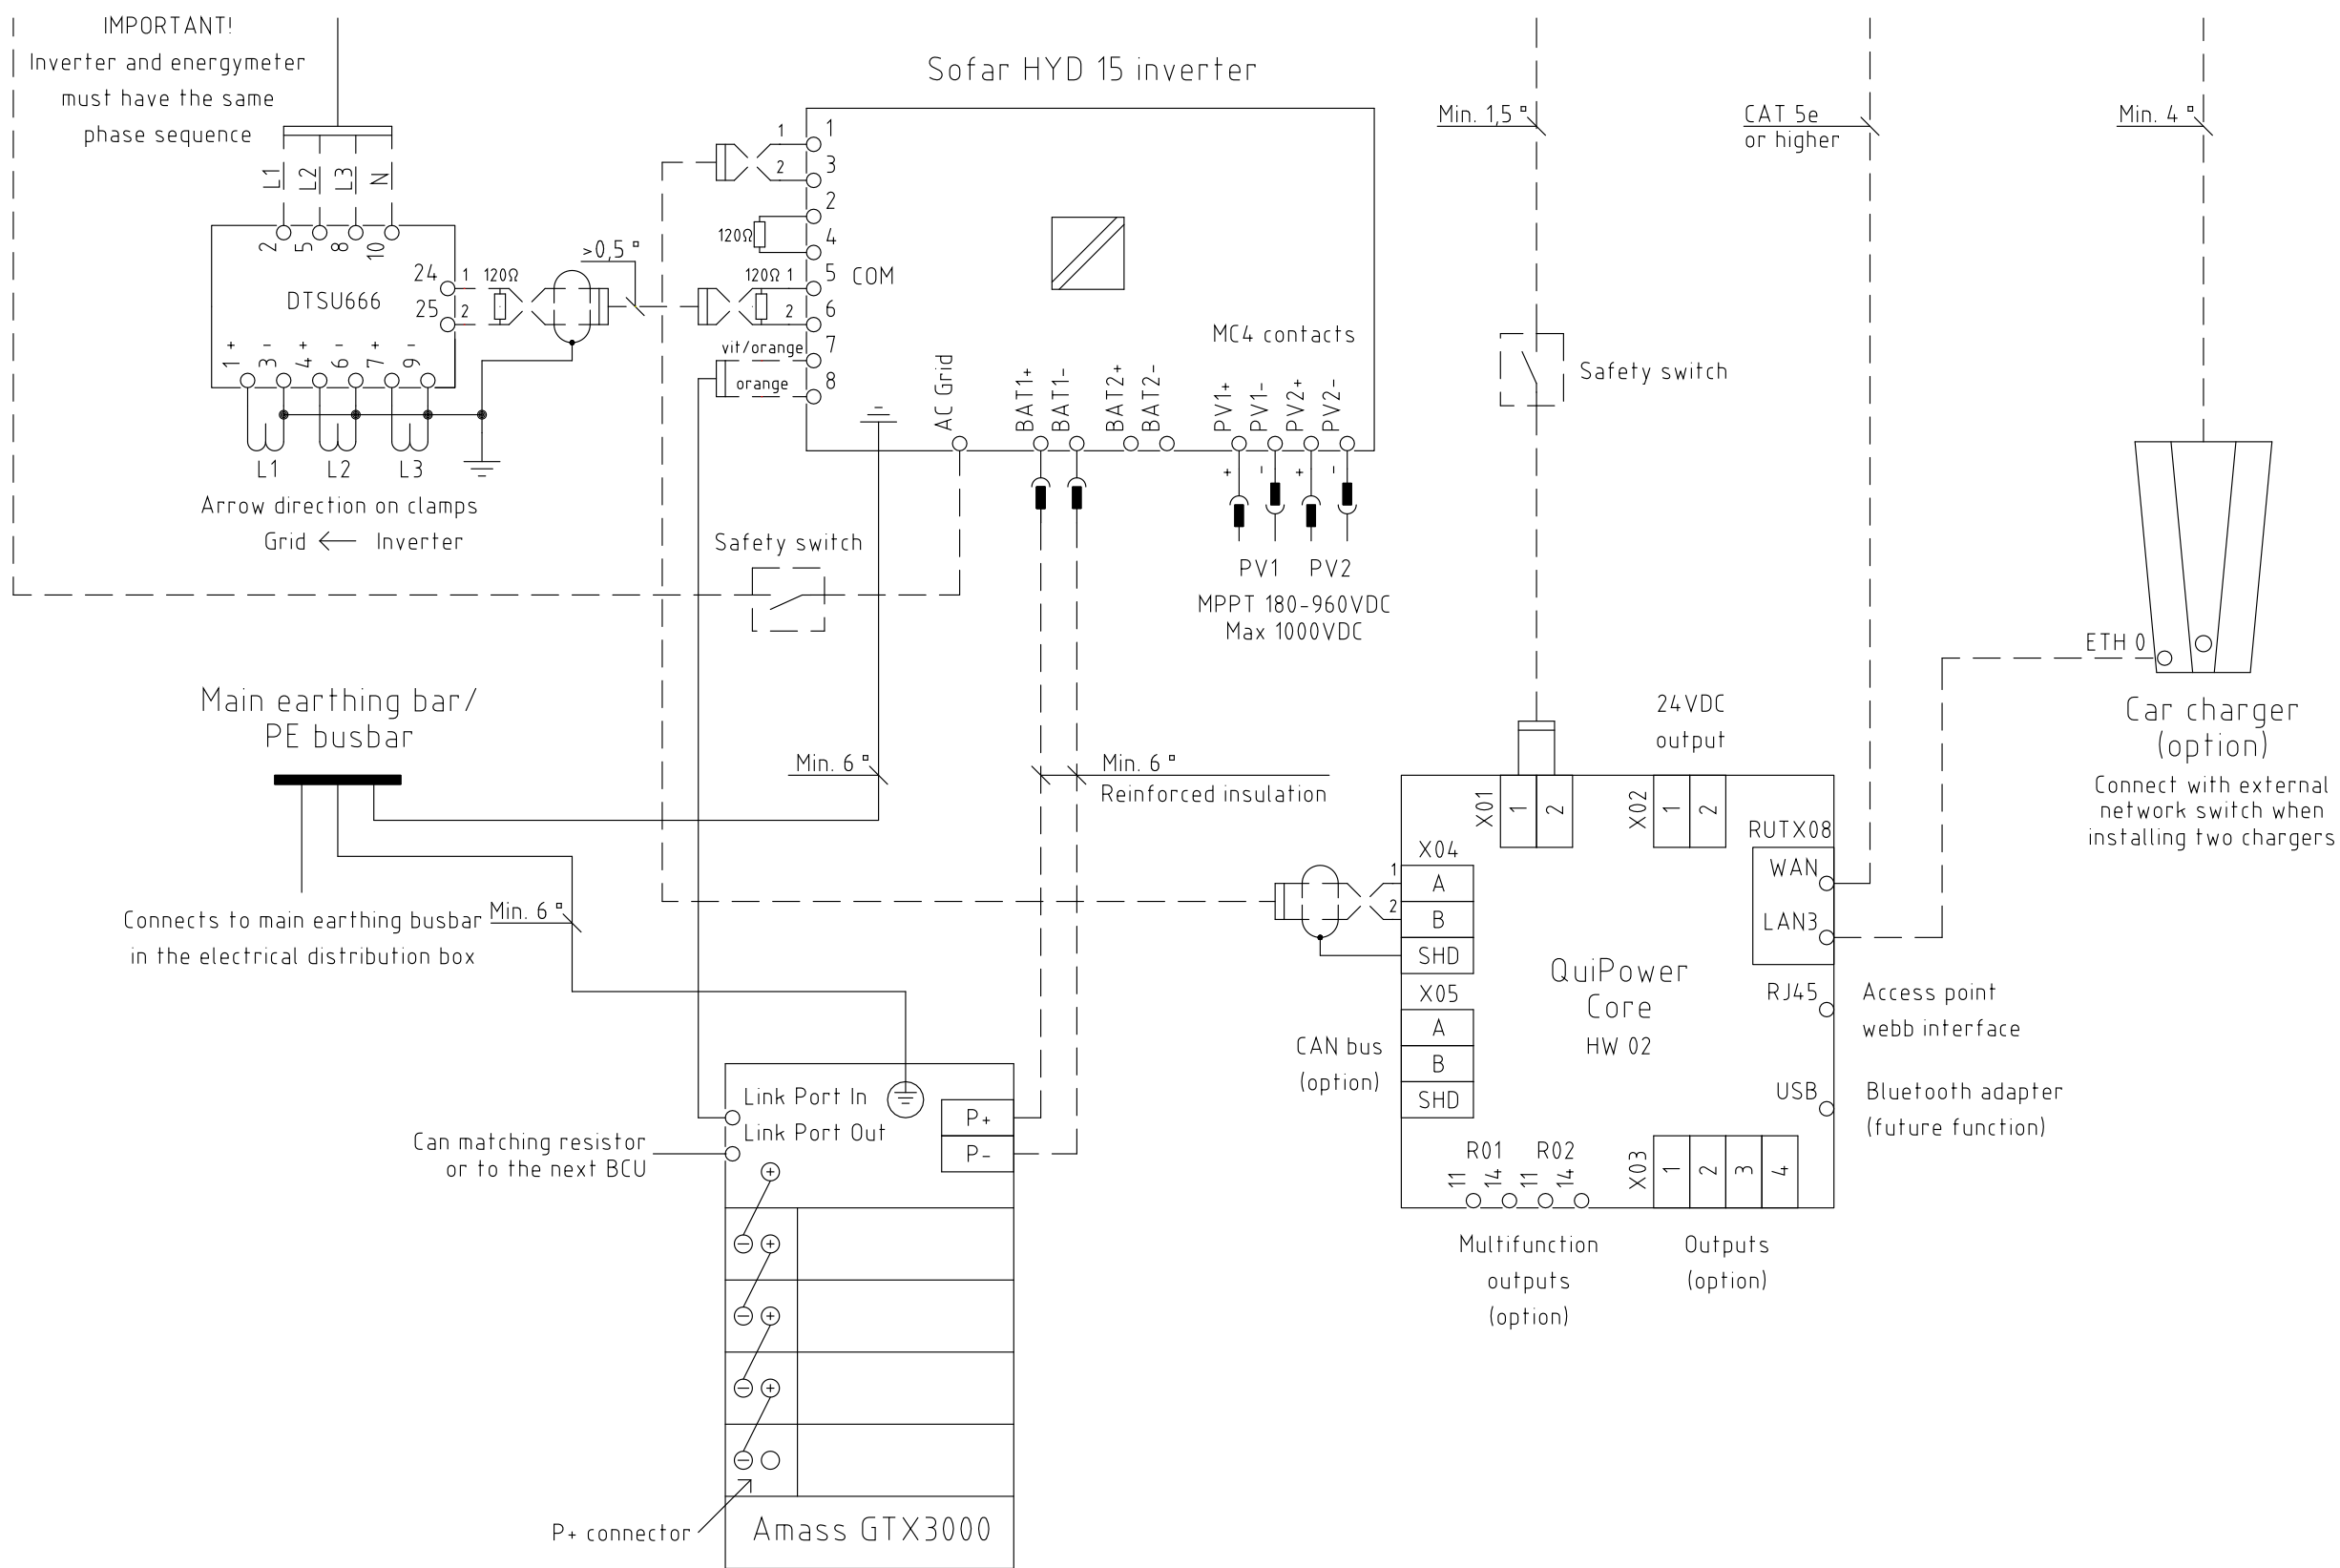 IMPORTANT!
Inverter and energymeter
must have the same
phase sequence
L1
L2
L3
N
2
5
8
10
24
25
1
2
120Ω
DTSU666
1
+
3
-
4
+
6
-
7
+
9
-
L1
L2
L3
Arrow direction on clamps
Grid ← Inverter
>0,5 ▫
Sofar HYD 15 inverter
1
2
1
3
2
4
120Ω
120Ω
1
2
5
6
COM
vit/orange
7
orange
8
AC Grid
BAT1+
BAT1-
BAT2+
BAT2-
MC4 contacts
PV1+
PV1-
PV2+
PV2-
+
-
+
-
PV1
PV2
MPPT 180-960VDC
Max 1000VDC
Safety switch
Min. 1,5 ▫
Safety switch
CAT 5e
or higher
Min. 4 ▫
ETH 0
Car charger
(option)
Connect with external
network switch when
installing two chargers
Main earthing bar/
PE busbar
Min. 6 ▫
Min. 6 ▫
Reinforced insulation
Connects to main earthing busbar
in the electrical distribution box
Min. 6 ▫
24VDC
output
X01
1
2
X02
1
2
RUTX08
WAN
LAN3
X04
1
2
A
B
SHD
X05
A
B
SHD
CAN bus
(option)
QuiPower
Core
HW 02
RJ45
Access point
webb interface
USB
Bluetooth adapter
(future function)
R01
R02
11
14
11
14
X03
1
2
3
4
Multifunction
outputs
(option)
Outputs
(option)
Link Port In
Link Port Out
P+
P-
Can matching resistor
or to the next BCU
+
- +
- +
- +
-
P+ connector
Amass GTX3000